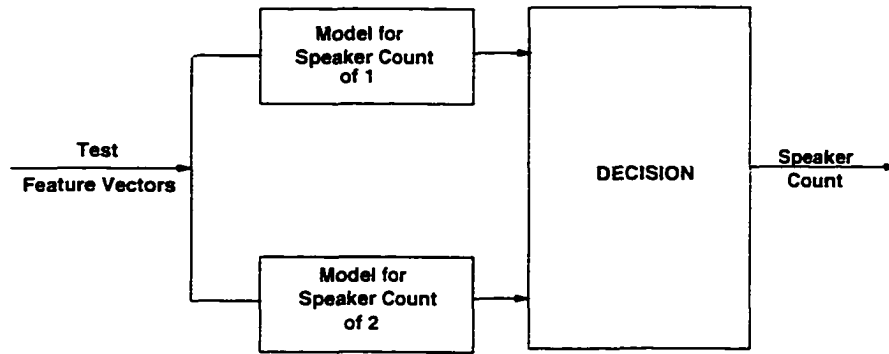 Model for
Speaker Count
of 1
Test
Feature Vectors
DECISION
Speaker
Count
Model for
Speaker Count
of 2